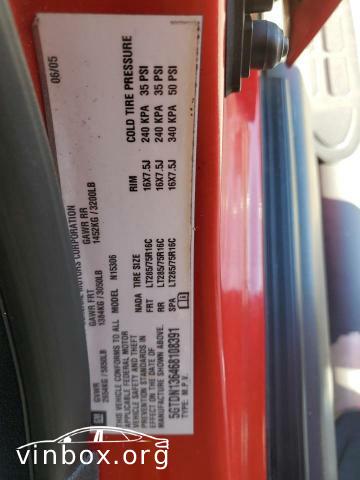 06/05
MOTORS CORPORATION
GVWR GAWR FRT GAWR RR
2654KG / 5850LB 1384KG / 3050LB 1452KG / 3200LB
THIS VEHICLE CONFORMS TO ALL MODEL N15306
APPLICABLE FEDERAL MOTOR
VEHICLE SAFETY AND THEFT NADA TIRE SIZE RIM COLD TIRE PRESSURE
PREVENTION STANDARDS IN FRT LT285/75R16C 16X7.5J 240 KPA 35 PSI
EFFECT ON THE DATE OF RR LT285/75R16C 16X7.5J 240 KPA 35 PSI
MANUFACTURE SHOWN ABOVE. SPA LT285/75R16C 16X7.5J 340 KPA 50 PSI
5GTDN136468108391
TYPE: M.P.V.
GM
vinbox.org